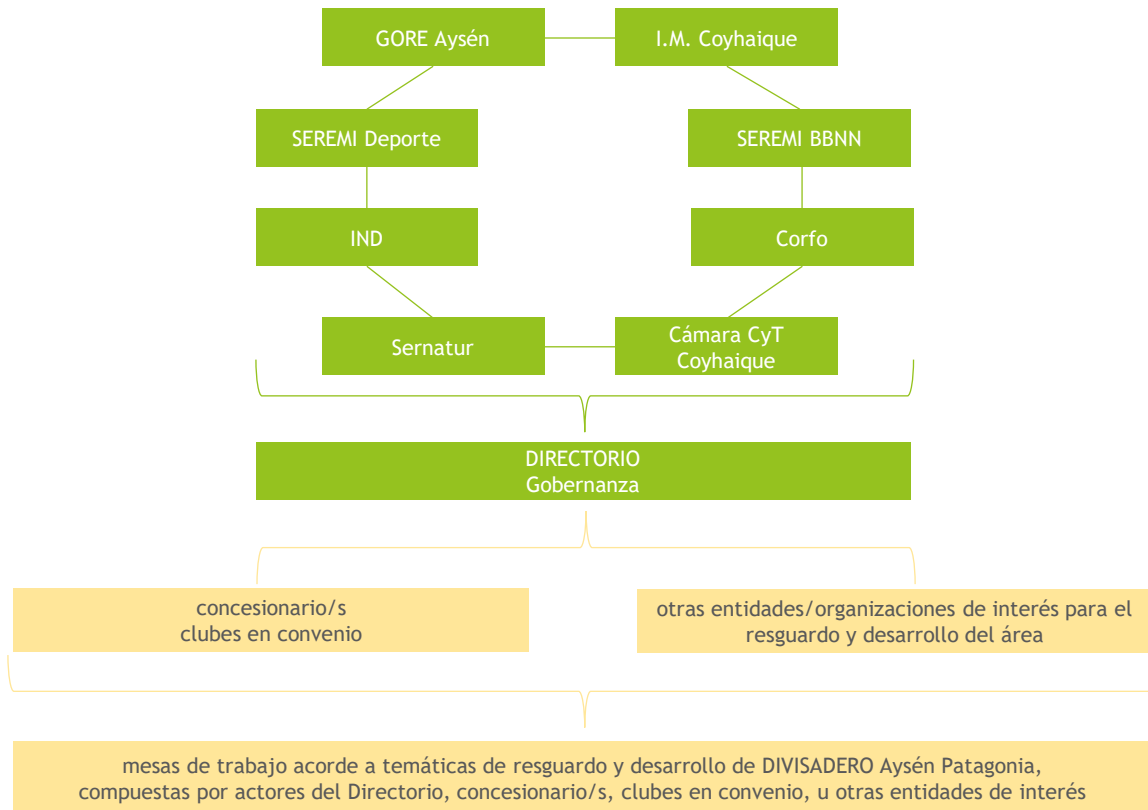 GORE Aysén
I.M. Coyhaique
SEREMI Deporte
SEREMI BBNN
IND
Corfo
Sernatur
Cámara CyT
Coyhaique
DIRECTORIO
Gobernanza
concesionario/s
clubes en convenio
otras entidades/organizaciones de interés para el
resguardo y desarrollo del área
mesas de trabajo acorde a temáticas de resguardo y desarrollo de DIVISADERO Aysén Patagonia,
compuestas por actores del Directorio, concesionario/s, clubes en convenio, u otras entidades de interés